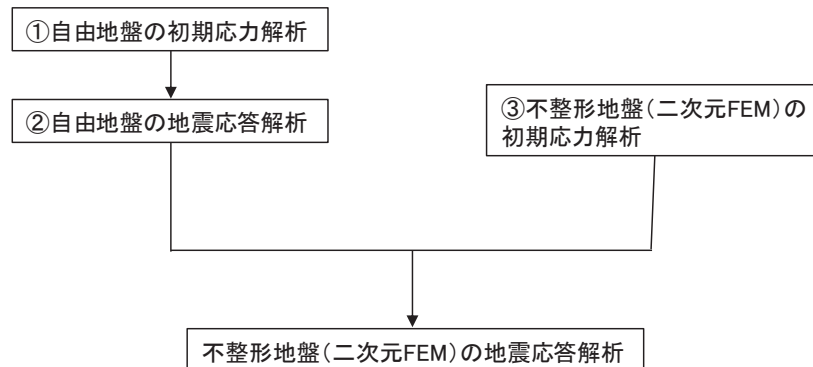 ①自由地盤の初期応力解析
②自由地盤の地震応答解析
③不整形地盤(二次元FEM)の
初期応力解析
不整形地盤(二次元FEM)の地震応答解析